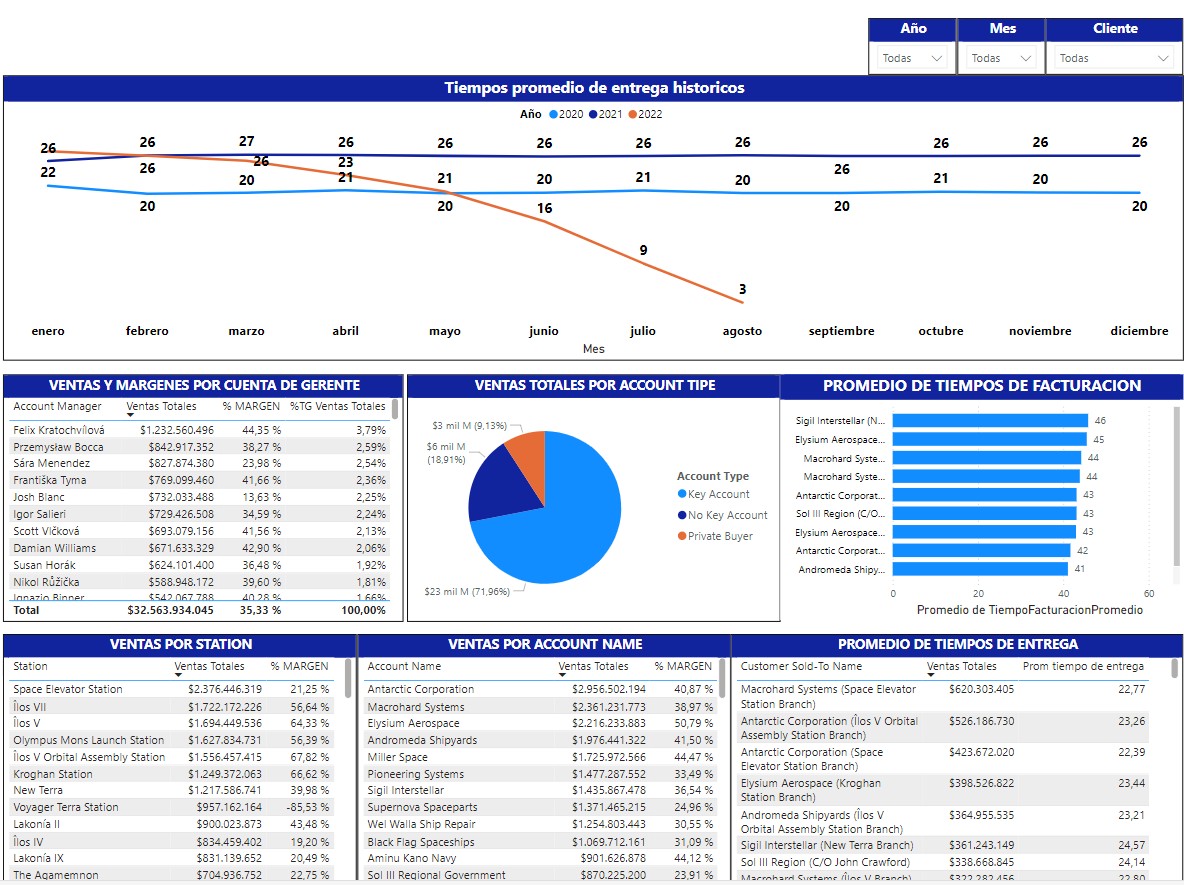 Año Mes Cliente
Todas Todas Todas
Tiempos promedio de entrega historicos
Año 2020 2021 2022
26 26 27 26 26 26 26 26 26 26 26
22 26 26 23 21 20 21 20 26 21 20
20 21
20 20 16 20 20
9
3
enero febrero marzo abril mayo junio julio agosto septiembre octubre noviembre diciembre
Mes
VENTAS Y MARGENES POR CUENTA DE GERENTE
Account Manager Ventas Totales % MARGEN %TG Ventas Totales
Felix Kratochvílová $1.232.560.496 44,35 % 3,79%
Przemysław Bocca $842.917.352 38,27 % 2,59%
Sára Menendez $827.874.380 23,98 % 2,54%
Františka Tyma $769.099.460 41,66 % 2,36%
Josh Blanc $732.033.488 13,63 % 2,25%
Igor Salieri $729.426.508 34,59 % 2,24%
Scott Vlčková $693.079.156 41,56 % 2,13%
Damian Williams $671.633.329 42,90 % 2,06%
Susan Horák $624.101.400 36,48 % 1,92%
Nikol Růžička $588.948.172 39,60 % 1,81%
Ignazio Binner $542.067.788 40,28 % 1,66%
Total $32.563.934.045 35,33 % 100,00%
VENTAS TOTALES POR ACCOUNT TIPE
$3 mil M (9,13%)
$6 mil M
(18,91%)
$23 mil M (71,96%)
Account Type
Key Account
No Key Account
Private Buyer
PROMEDIO DE TIEMPOS DE FACTURACION
Sigil Interstellar (N... 46
Elysium Aerospace... 45
Macrohard Syste... 44
Macrohard Syste... 44
Antarctic Corporat... 43
Sol III Region (C/O... 43
Elysium Aerospace... 43
Antarctic Corporat... 42
Andromeda Shipy... 41
0 20 40 60
Promedio de TiempoFacturacionPromedio
VENTAS POR STATION
Station Ventas Totales % MARGEN
Space Elevator Station $2.376.446.319 21,25 %
Îlos VII $1.722.172.226 56,64 %
Îlos V $1.694.449.536 64,33 %
Olympus Mons Launch Station $1.627.834.731 56,39 %
Îlos V Orbital Assembly Station $1.556.457.415 67,82 %
Kroghan Station $1.249.372.063 66,62 %
New Terra $1.217.586.741 39,98 %
Voyager Terra Station $957.162.164 -85,53 %
Lakonía II $900.023.873 43,48 %
Îlos IV $834.459.402 19,20 %
Lakonía IX $831.139.652 20,49 %
The Agamemnon $704.936.752 22,75 %
VENTAS POR ACCOUNT NAME
Account Name Ventas Totales % MARGEN
Antarctic Corporation $2.956.502.194 40,87 %
Macrohard Systems $2.361.231.773 38,97 %
Elysium Aerospace $2.216.233.883 50,79 %
Andromeda Shipyards $1.976.441.322 41,50 %
Miller Space $1.725.972.566 44,47 %
Pioneering Systems $1.477.287.552 33,49 %
Sigil Interstellar $1.435.867.478 36,54 %
Supernova Spaceparts $1.371.465.215 24,96 %
Wei Walla Ship Repair $1.254.803.443 30,55 %
Black Flag Spaceships $1.069.712.161 31,09 %
Aminu Kano Navy $901.626.878 44,12 %
Sol III Regional Government $870.225.200 23,91 %
PROMEDIO DE TIEMPOS DE ENTREGA
Customer Sold-To Name Ventas Totales Prom tiempo de entrega
Macrohard Systems (Space Elevator $620.303.405 22,77
Station Branch)
Antarctic Corporation (Îlos V Orbital $526.186.730 23,26
Assembly Station Branch)
Antarctic Corporation (Space $423.672.020 22,39
Elevator Station Branch)
Elysium Aerospace (Kroghan $398.526.822 23,44
Station Branch)
Andromeda Shipyards (Îlos V $364.955.535 23,21
Orbital Assembly Station Branch)
Sigil Interstellar (New Terra Branch) $361.243.149 24,57
Sol III Region (C/O John Crawford) $338.668.845 24,14
Macrohard Systems (Îlos V Branch) $322.282.456 22,80